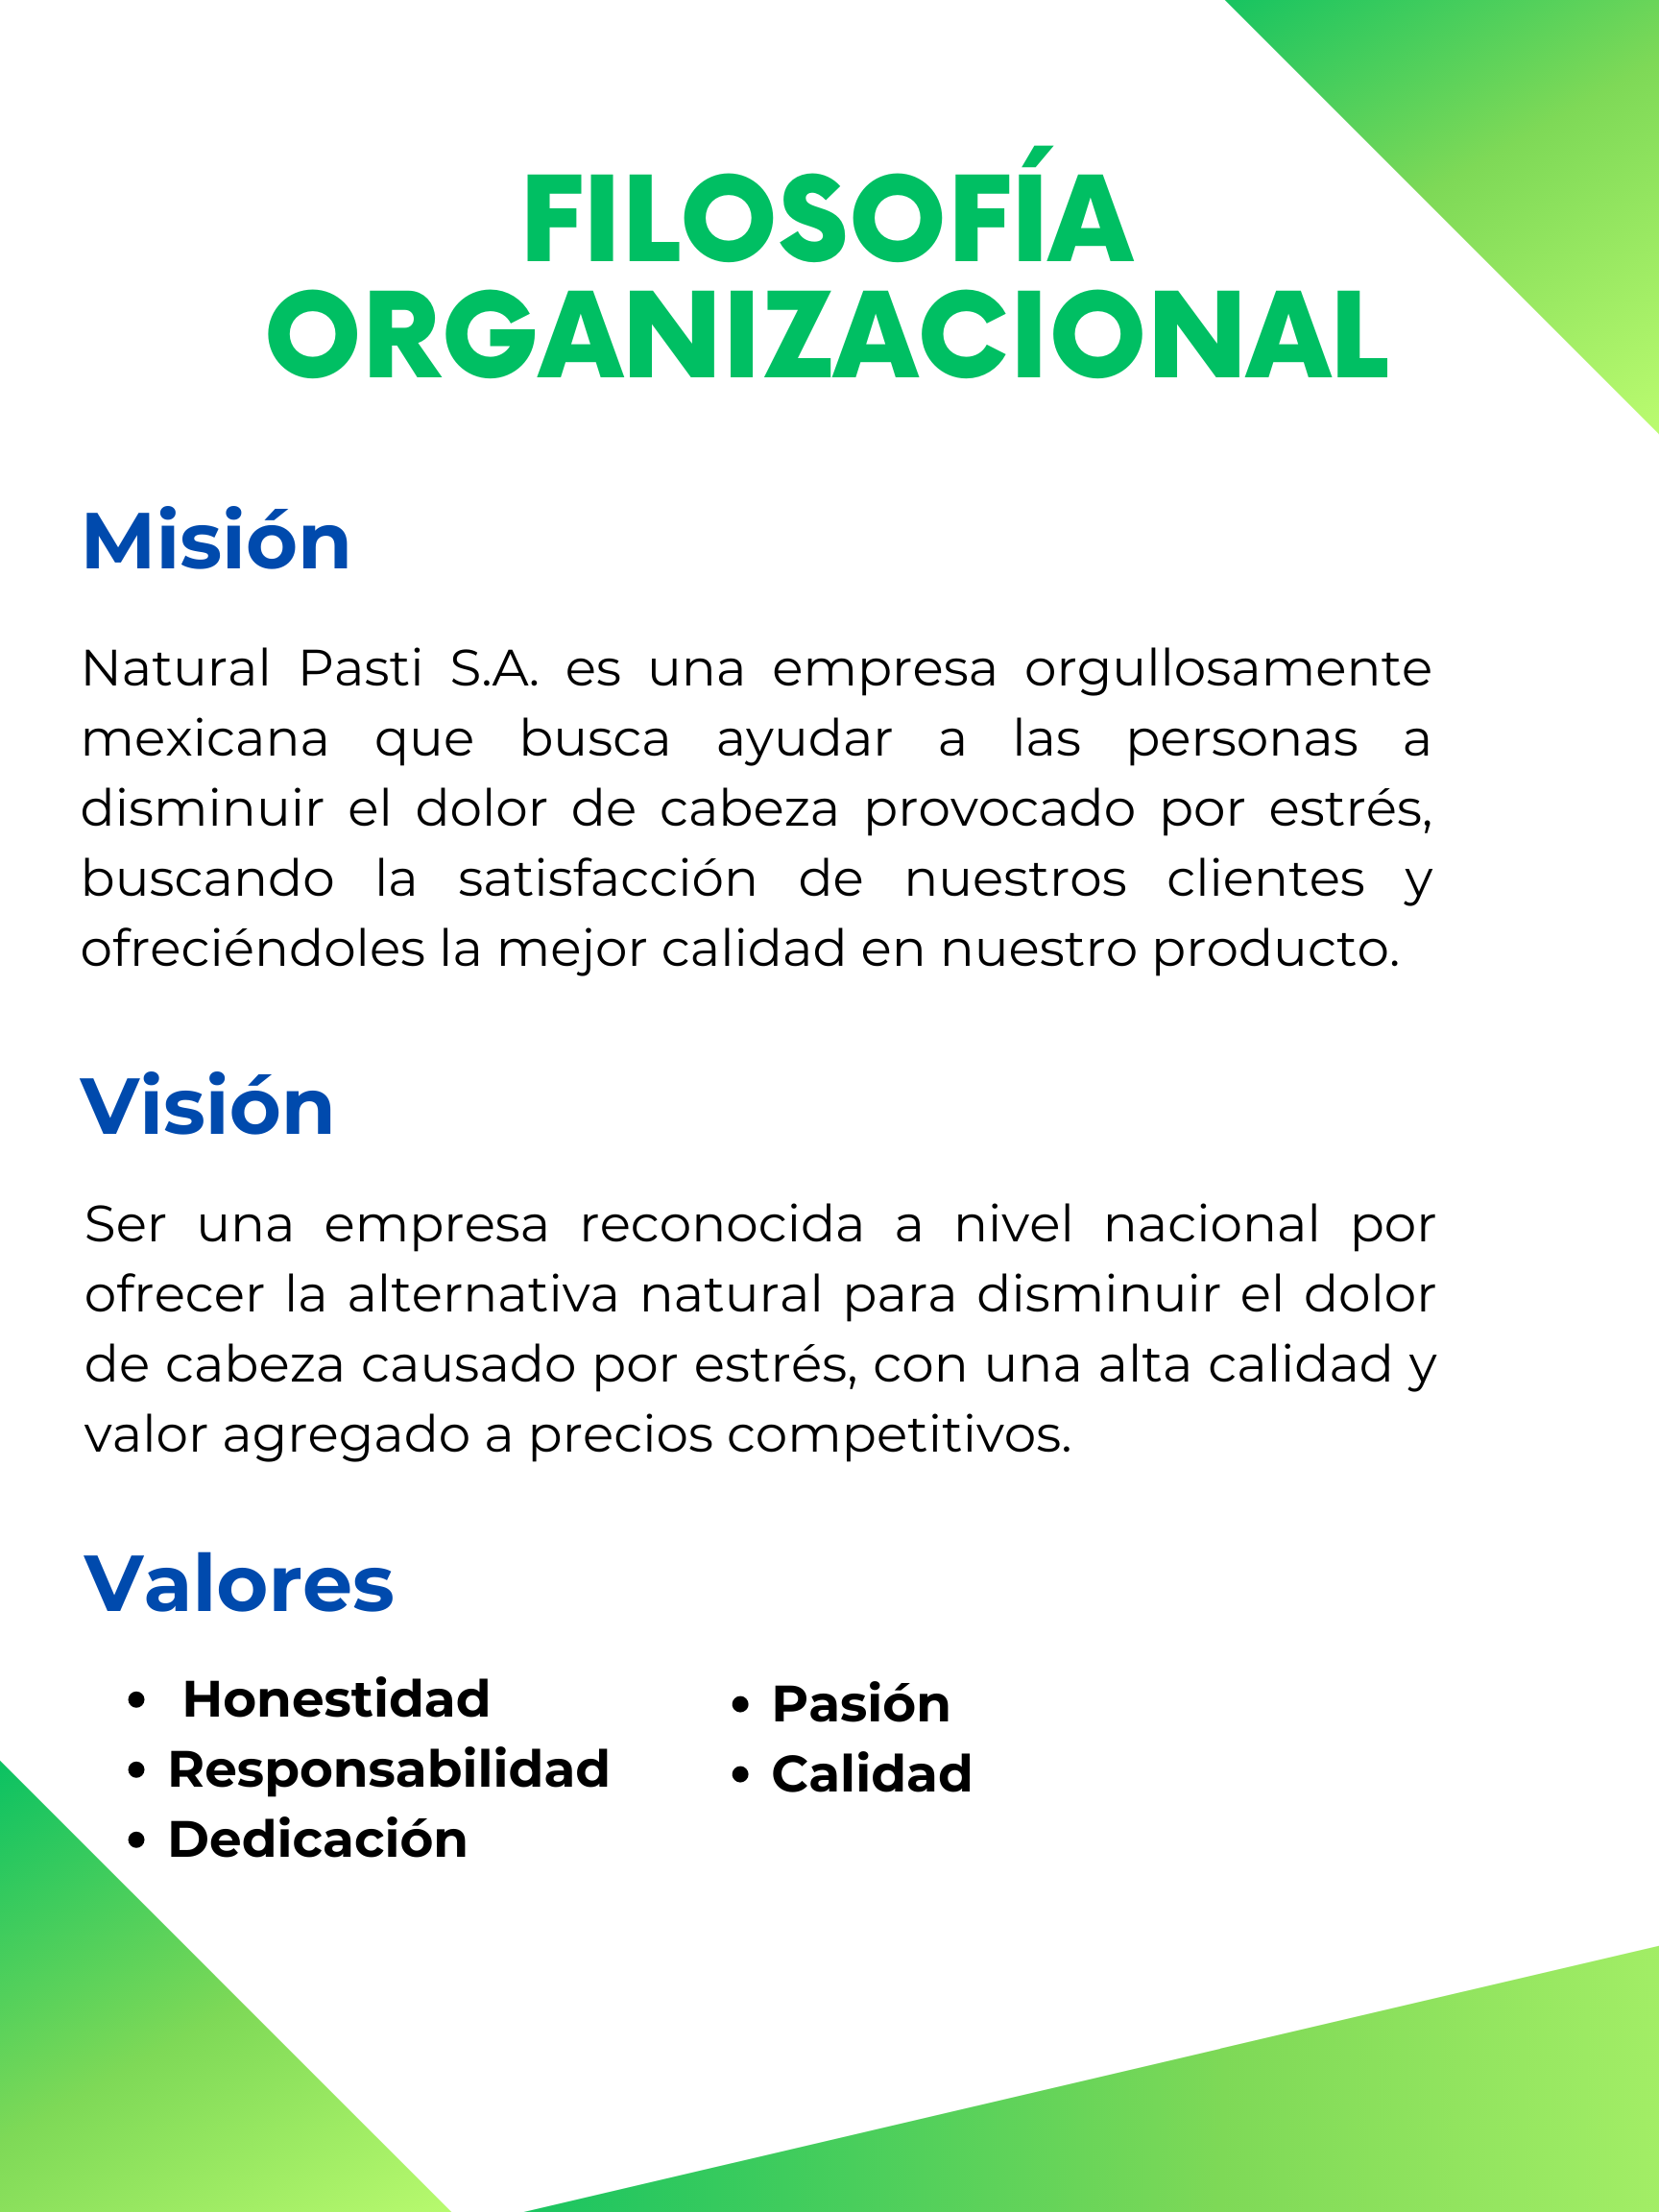 FILOSOFÍA
ORGANIZACIONAL
Misión
Natural Pasti S.A. es una empresa orgullosamente
mexicana que busca ayudar a las personas a
disminuir el dolor de cabeza provocado por estrés,
buscando la satisfacción de nuestros clientes y
ofreciéndoles la mejor calidad en nuestro producto.
Visión
Ser una empresa reconocida a nivel nacional por
ofrecer la alternativa natural para disminuir el dolor
de cabeza causado por estrés, con una alta calidad y
valor agregado a precios competitivos.
Valores
• Honestidad
• Responsabilidad
• Dedicación
• Pasión
• Calidad